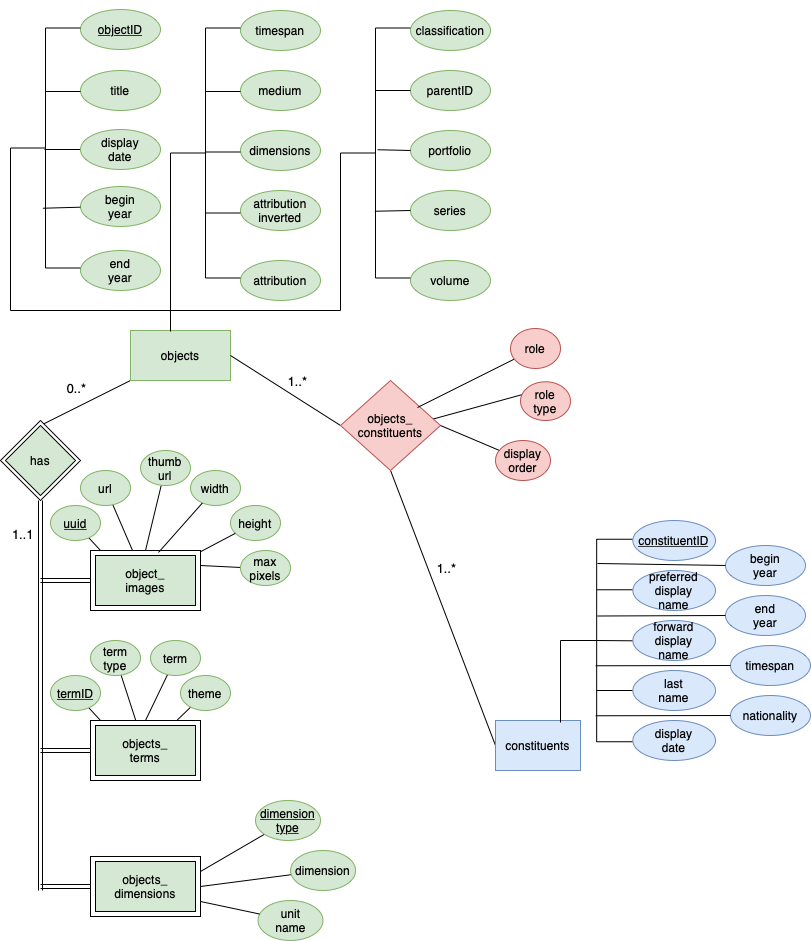 objectID
title
display
date
begin
year
end
year
timespan
medium
dimensions
attribution
inverted
attribution
classification
parentID
portfolio
series
volume
objects
0..*
1..*
objects_
constituents
role
role
type
display
order
has
1..1
uuid
url
thumb
url
width
height
max
pixels
object_
images
termID
term
type
term
theme
objects_
terms
dimension
type
dimension
unit
name
objects_
dimensions
1..*
constituents
constituentID
begin
year
preferred
display
name
end
year
forward
display
name
timespan
last
name
nationality
display
date